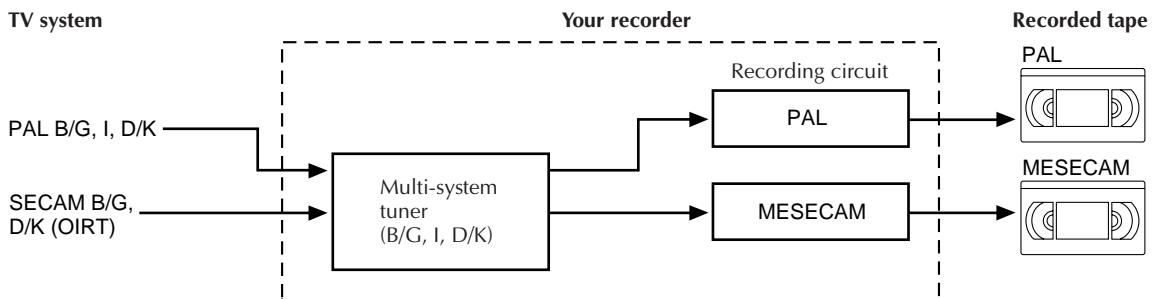 TV system
Your recorder
Recorded tape
PAL
Recording circuit
PAL B/G, I, D/K
PAL
MESECAM
SECAM B/G,
D/K (OIRT)
Multi-system
tuner
(B/G, I, D/K)
MESECAM